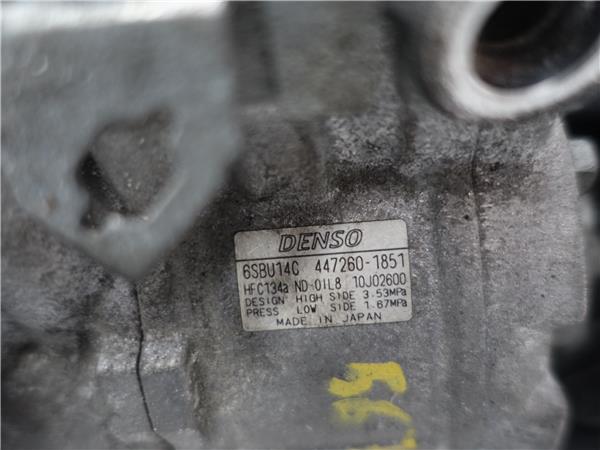 DENSO
6SBU14C 447260-1851
HFC134a ND-OIL8 10J02600
DESIGN HIGH SIDE 3.53MPa
PRESS LOW SIDE 1.67MPa
MADE IN JAPAN